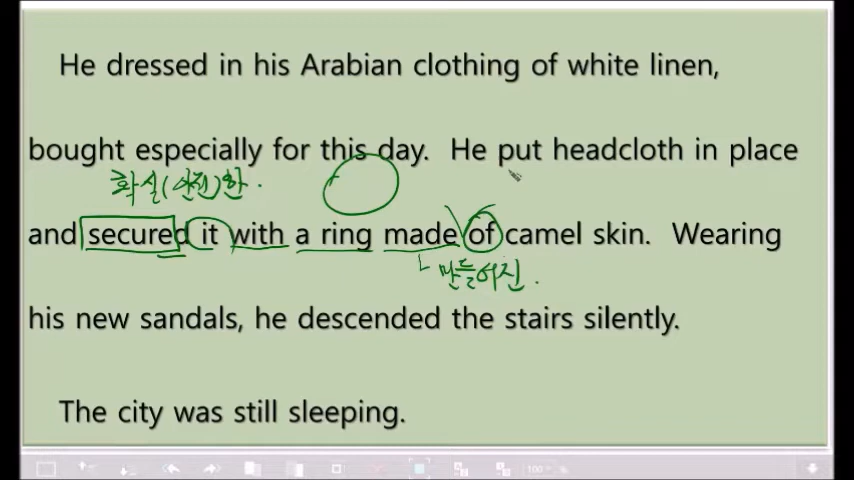 He dressed in his Arabian clothing of white linen,
bought especially for this day. He put headcloth in place
확실(안전)한.
and secured it with a ring made of camel skin. Wearing
만들어진.
his new sandals, he descended the stairs silently.
The city was still sleeping.
100 %